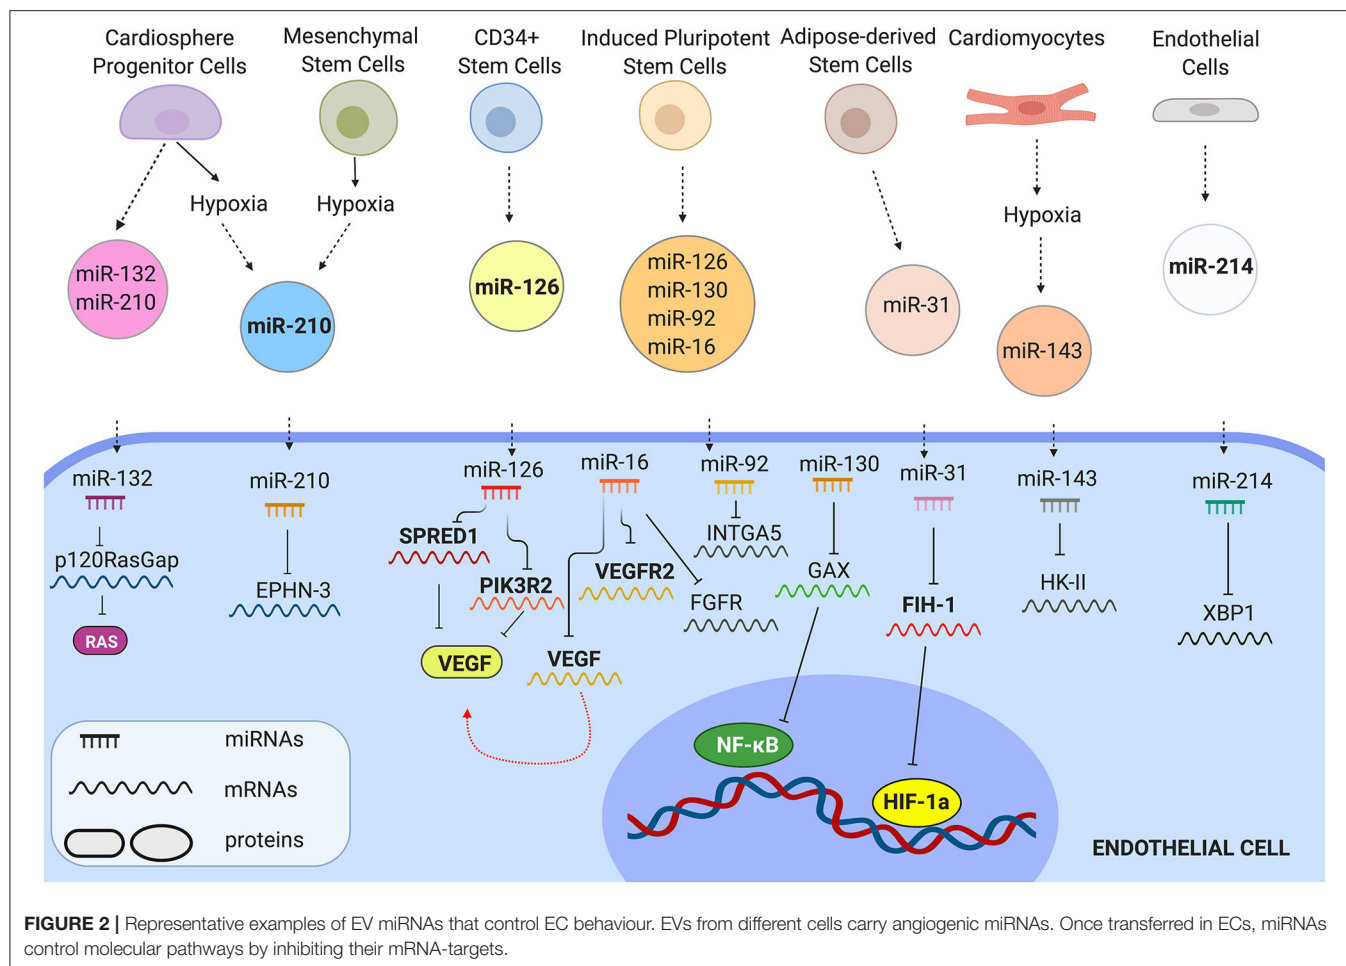 Cardiosphere
Progenitor Cells
Mesenchymal
Stem Cells
CD34+
Stem Cells
Induced Pluripotent
Stem Cells
Adipose-derived
Stem Cells
Cardiomyocytes
Endothelial
Cells
Hypoxia
Hypoxia
Hypoxia
miR-132
miR-210
miR-210
miR-126
miR-126
miR-130
miR-92
miR-16
miR-31
miR-143
miR-214
miR-132
miR-210
miR-126
miR-16
miR-92
miR-130
miR-31
miR-143
miR-214
p120RasGap
RAS
EPHN-3
SPRED1
PIK3R2
VEGF
VEGF
VEGFR2
FGFR
INTGA5
GAX
FIH-1
HK-II
XBP1
NF-κB
HIF-1a
miRNAs
mRNAs
proteins
ENDOTHELIAL CELL
FIGURE 2 | Representative examples of EV miRNAs that control EC behaviour. EVs from different cells carry angiogenic miRNAs. Once transferred in ECs, miRNAs
control molecular pathways by inhibiting their mRNA-targets.